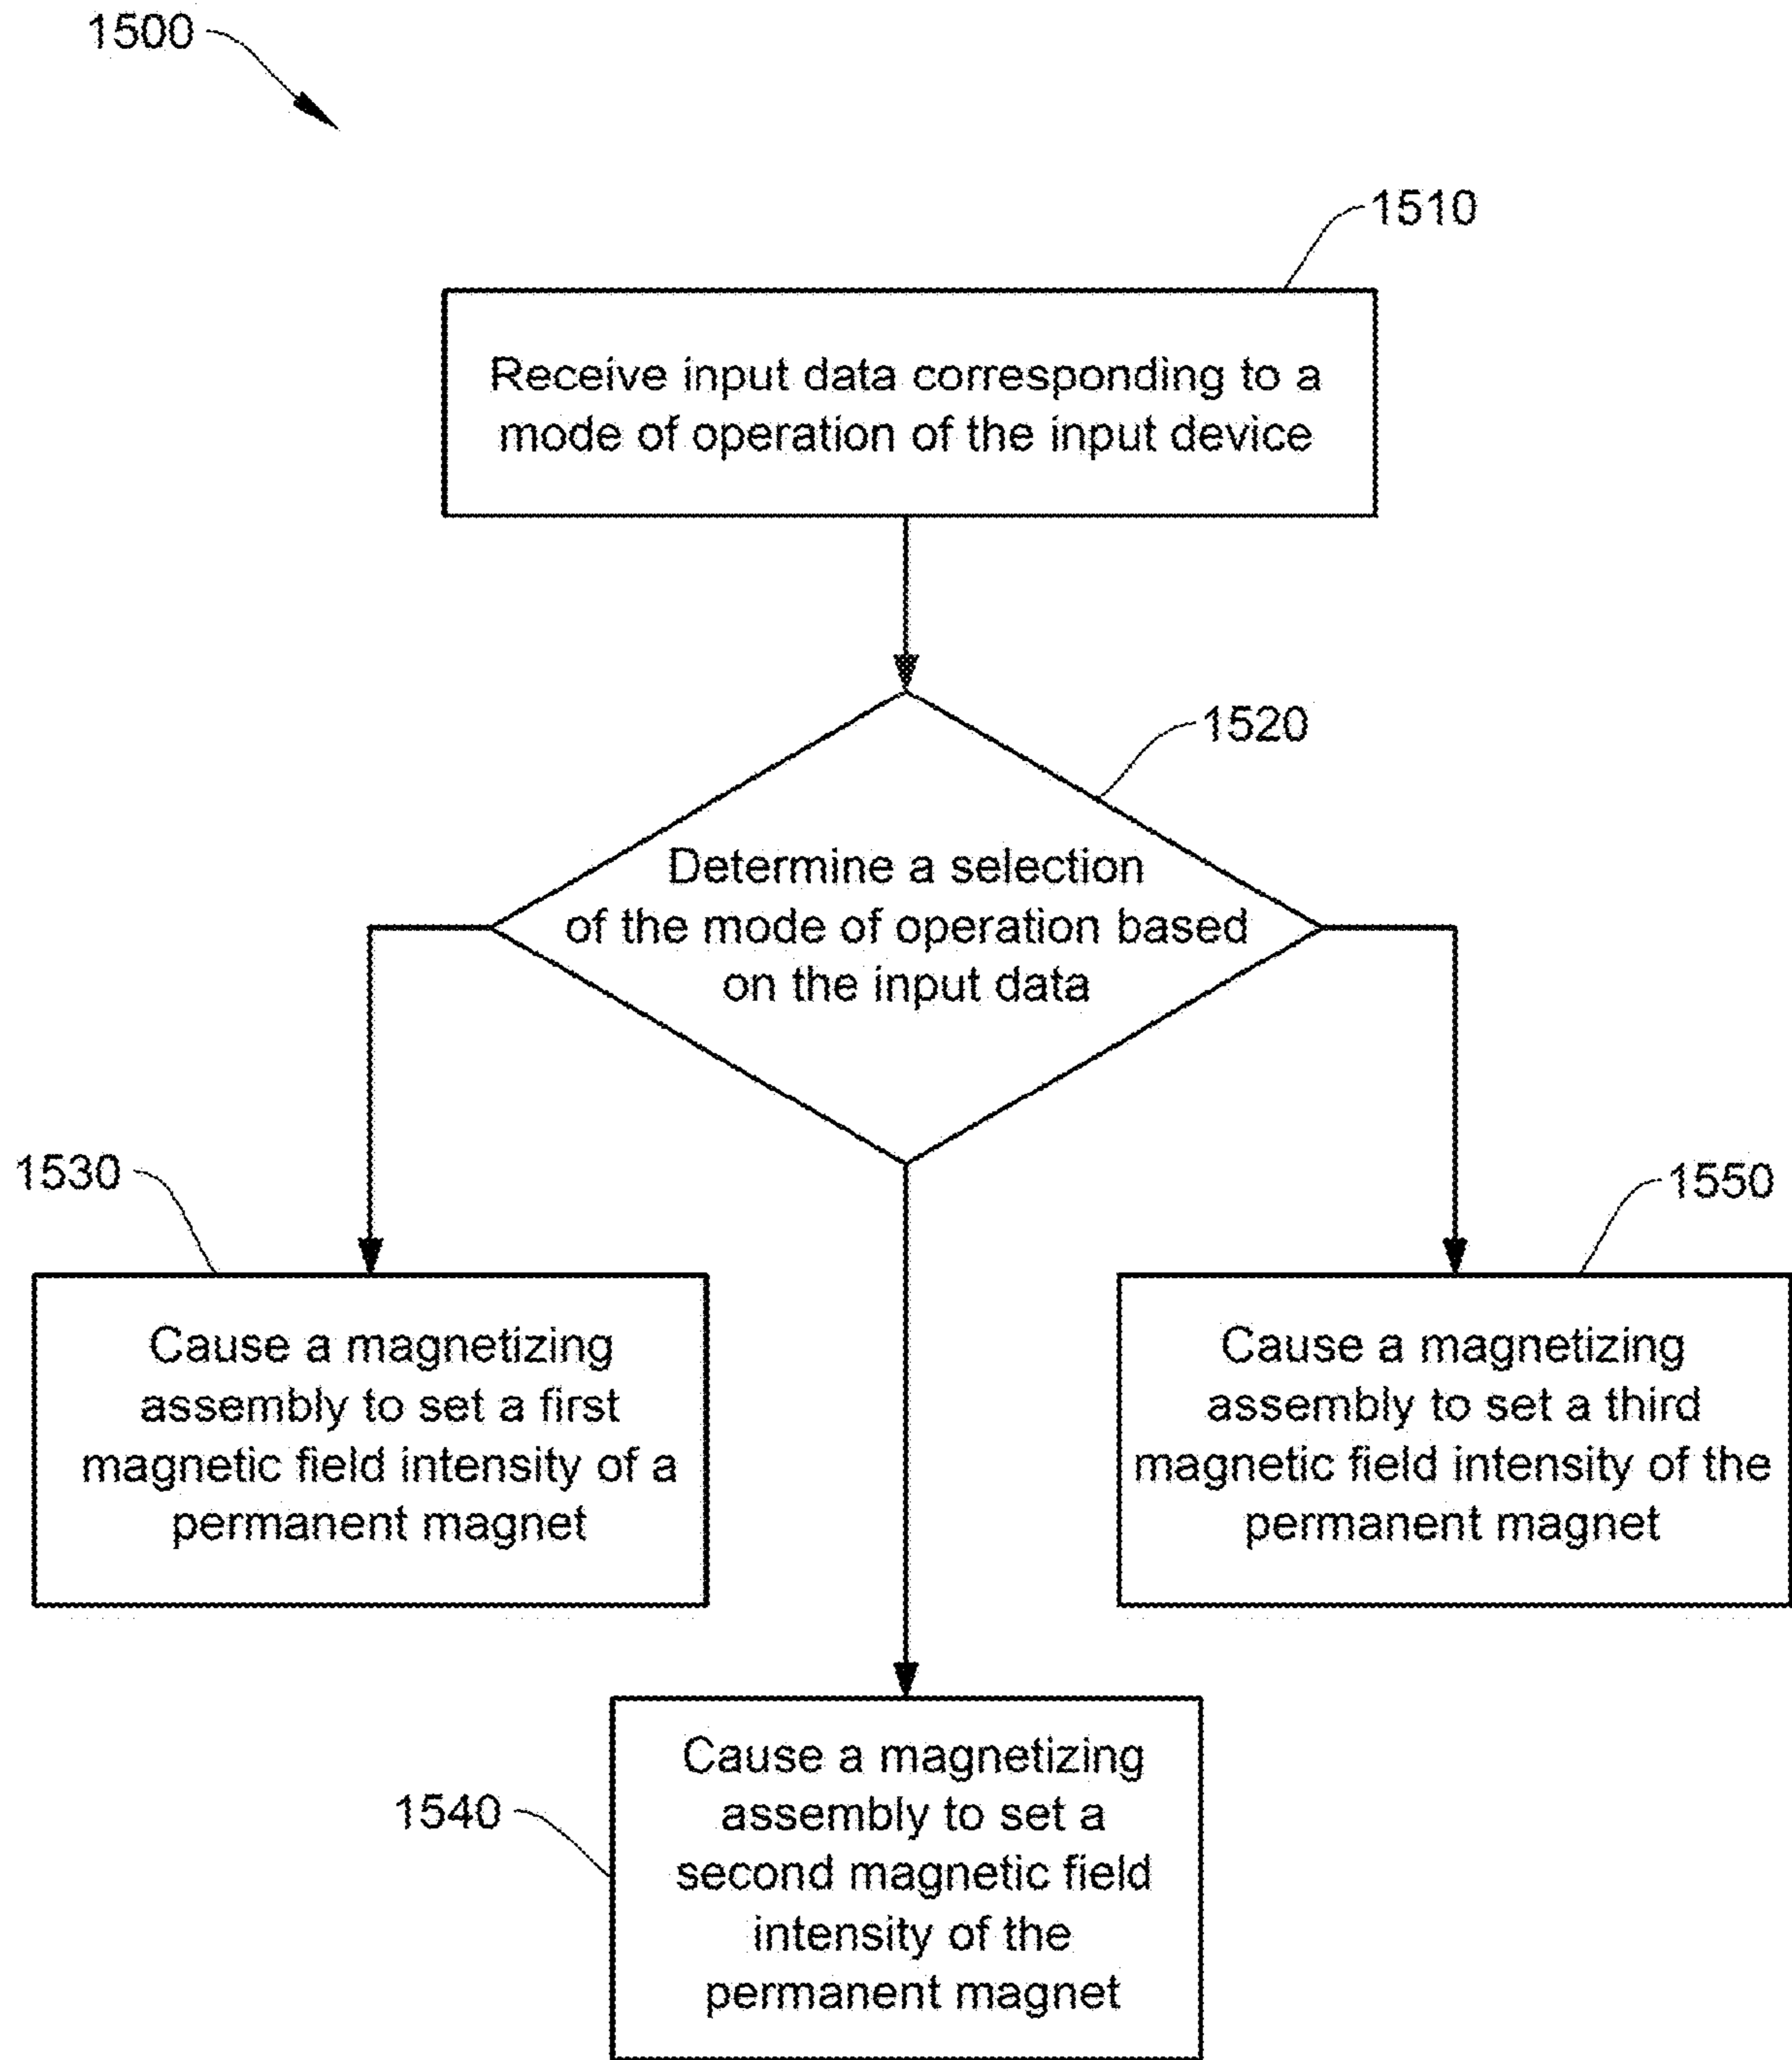 1500
1510
Receive input data corresponding to a
mode of operation of the input device
1520
Determine a selection
of the mode of operation based
on the input data
1530
Cause a magnetizing
assembly to set a first
magnetic field intensity of a
permanent magnet
1550
Cause a magnetizing
assembly to set a third
magnetic field intensity of the
permanent magnet
1540
Cause a magnetizing
assembly to set a
second magnetic field
intensity of the
permanent magnet